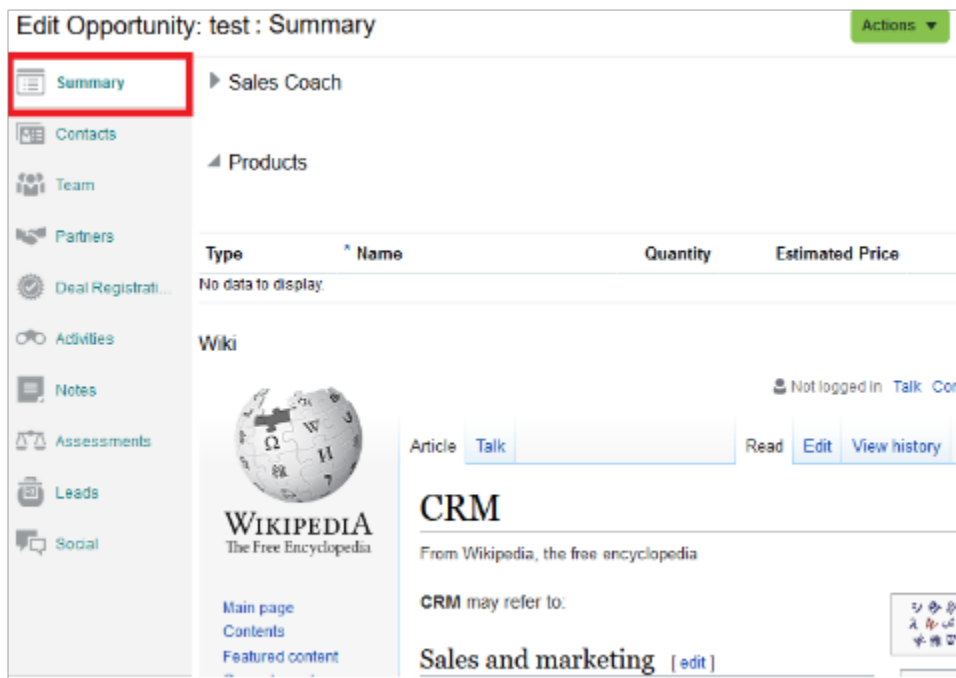 Edit Opportunity: test : Summary
Actions
Summary
Contacts
Team
Partners
Deal Registrati...
Activities
Notes
Assessments
Leads
Social
Sales Coach
Products
Type * Name Quantity Estimated Price
No data to display.
Wiki
WIKIPEDIA
The Free Encyclopedia
Main page
Contents
Featured content
Not logged in Talk
Article Talk Read Edit View history
CRM
From Wikipedia, the free encyclopedia
CRM may refer to:
Sales and marketing [ edit ]